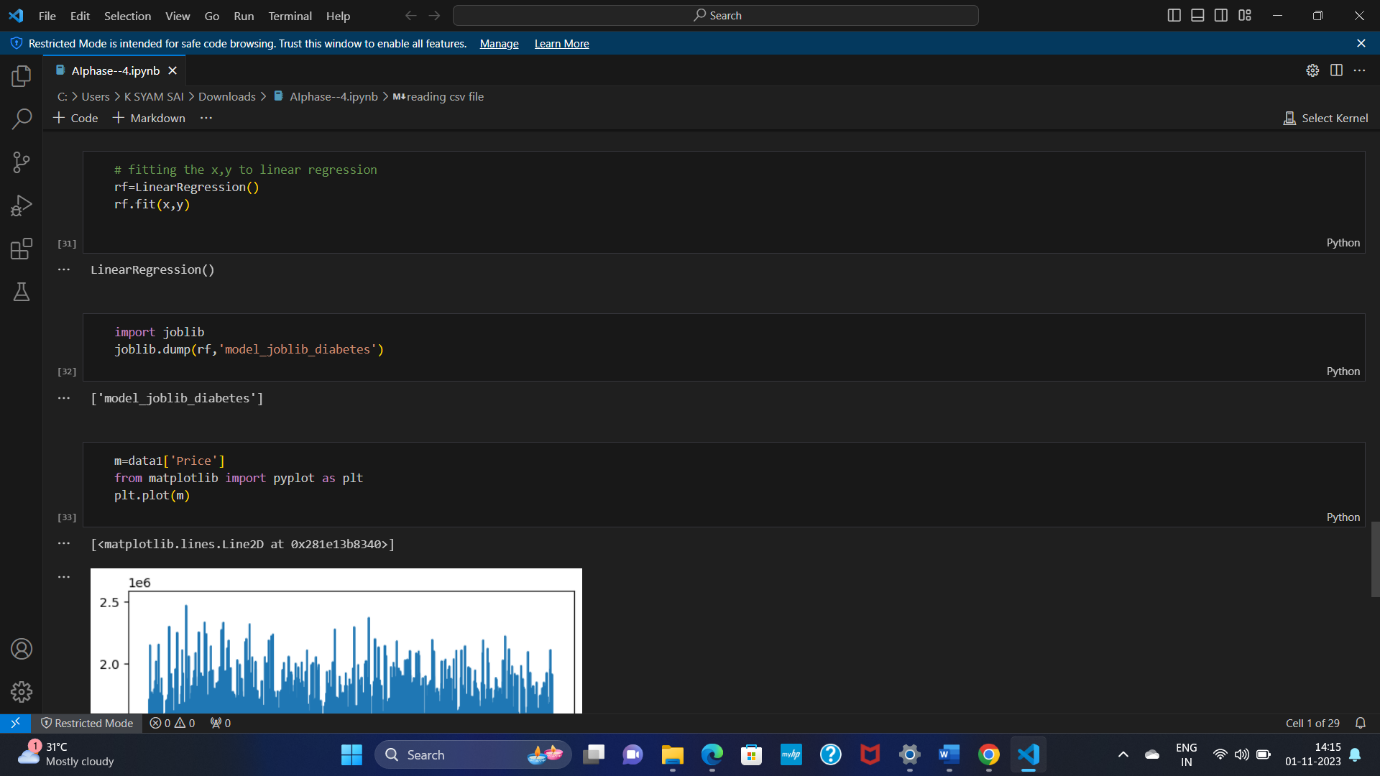 File Edit Selection View Go Run Terminal Help
Search
Restricted Mode is intended for safe code browsing. Trust this window to enable all features. Manage Learn More
AIphase--4.ipynb
C: > Users > K SYAM SAI > Downloads > AIphase--4.ipynb > M↓reading csv file
+ Code + Markdown ...
Select Kernel
# fitting the x,y to linear regression
rf=LinearRegression()
rf.fit(x,y)
[31]
Python
... LinearRegression()
import joblib
joblib.dump(rf,'model_joblib_diabetes')
[32]
Python
... ['model_joblib_diabetes']
m=data1['Price']
from matplotlib import pyplot as plt
plt.plot(m)
[33]
Python
... [<matplotlib.lines.Line2D at 0x281e13b8340>]
...
1e6
2.5
2.0
Restricted Mode 0 0 0
Cell 1 of 29
1
31°C
Mostly cloudy
Search
myhp
ENG
IN
14:15
01-11-2023